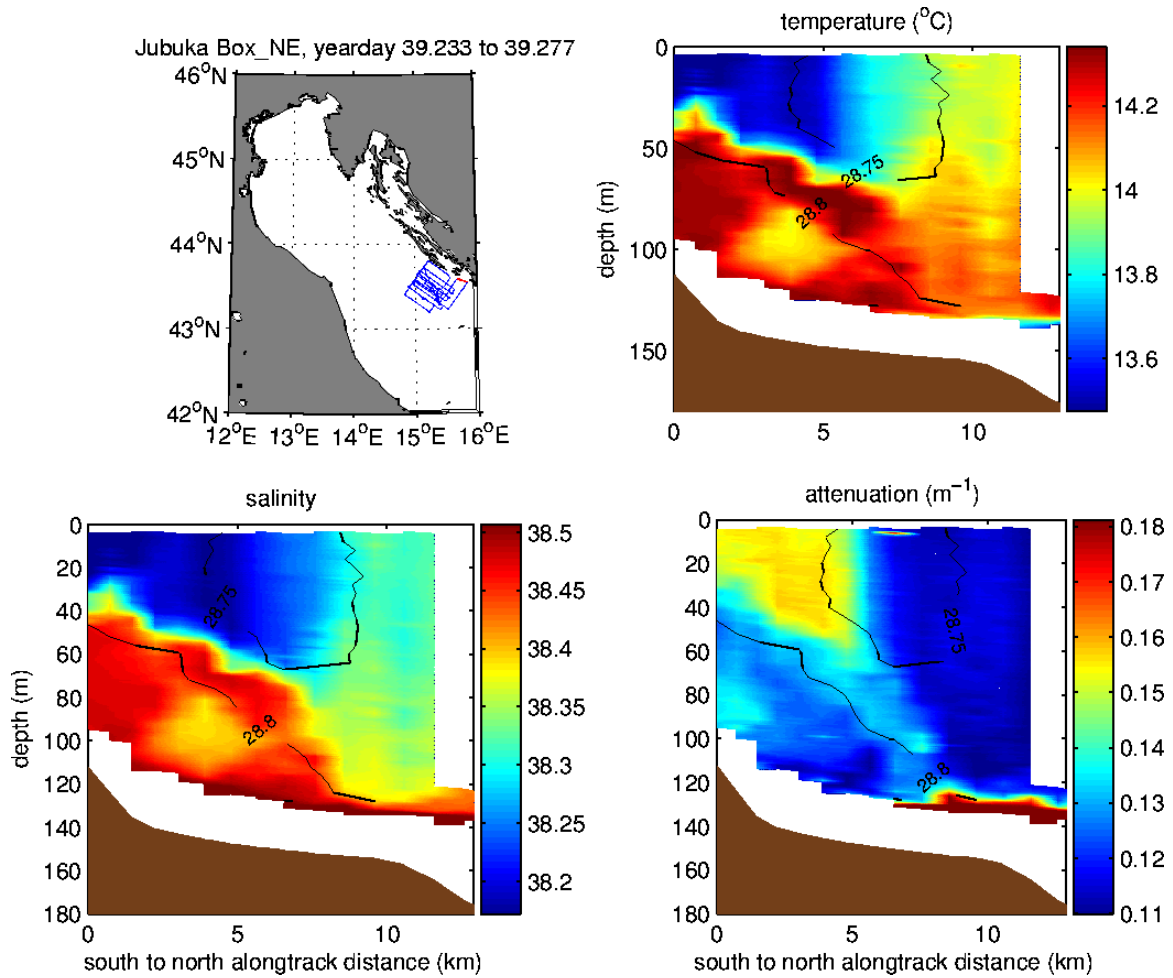 Jubuka Box_NE, yearday 39.233 to 39.277
46°N
45°N
44°N
43°N
42°N
12°E 13°E 14°E 15°E 16°E
temperature (°C)
0
50
100
150
depth (m)
0 5 10
28.75
28.8
14.2
14
13.8
13.6
salinity
0
20
40
60
80
100
120
140
160
180
depth (m)
0 5 10
south to north alongtrack distance (km)
28.75
28.8
38.5
38.45
38.4
38.35
38.3
38.25
38.2
attenuation (m⁻¹)
0
20
40
60
80
100
120
140
160
180
0 5 10
south to north alongtrack distance (km)
28.75
28.8
0.18
0.17
0.16
0.15
0.14
0.13
0.12
0.11